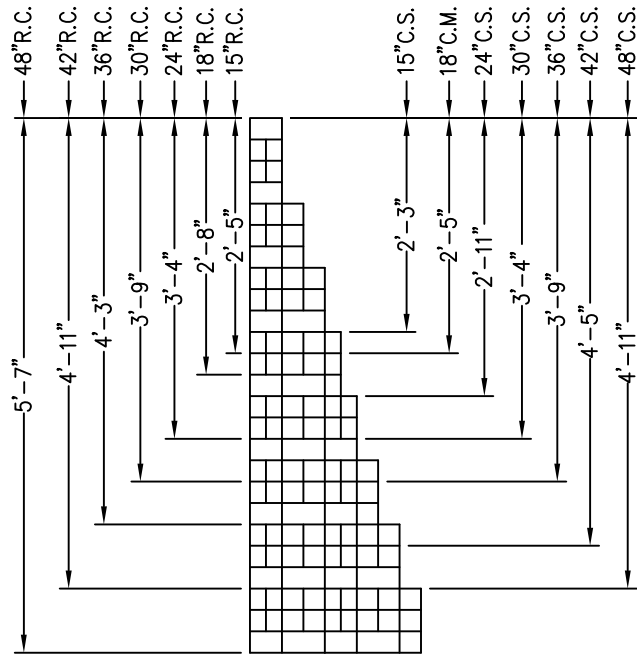 48"R.C.
42"R.C.
36"R.C.
30"R.C.
24"R.C.
18"R.C.
15"R.C.
15"C.S.
18"C.M.
24"C.S.
30"C.S.
36"C.S.
42"C.S.
48"C.S.
5'-7"
4'-11"
4'-3"
3'-9"
3'-4"
2'-8"
2'-5"
2'-3"
2'-5"
2'-11"
3'-4"
3'-9"
4'-5"
4'-11"